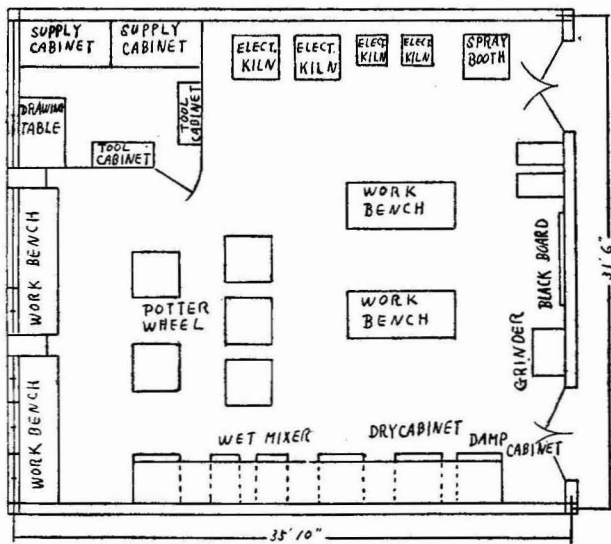 SUPPLY
CABINET
SUPPLY
CABINET
ELECT.
KILN
ELECT.
KILN
ELECT.
KILN
ELECT.
KILN
SPRAY
BOOTH
DRAWING
TABLE
TOOL
CABINET
TOOL
CABINET
WORK
BENCH
WORK BENCH
BLACK BOARD
31'6"
POTTER
WHEEL
WORK
BENCH
GRINDER
WORK BENCH
WET MIXER
DRYCABINET
DAMP
CABINET
35'10"